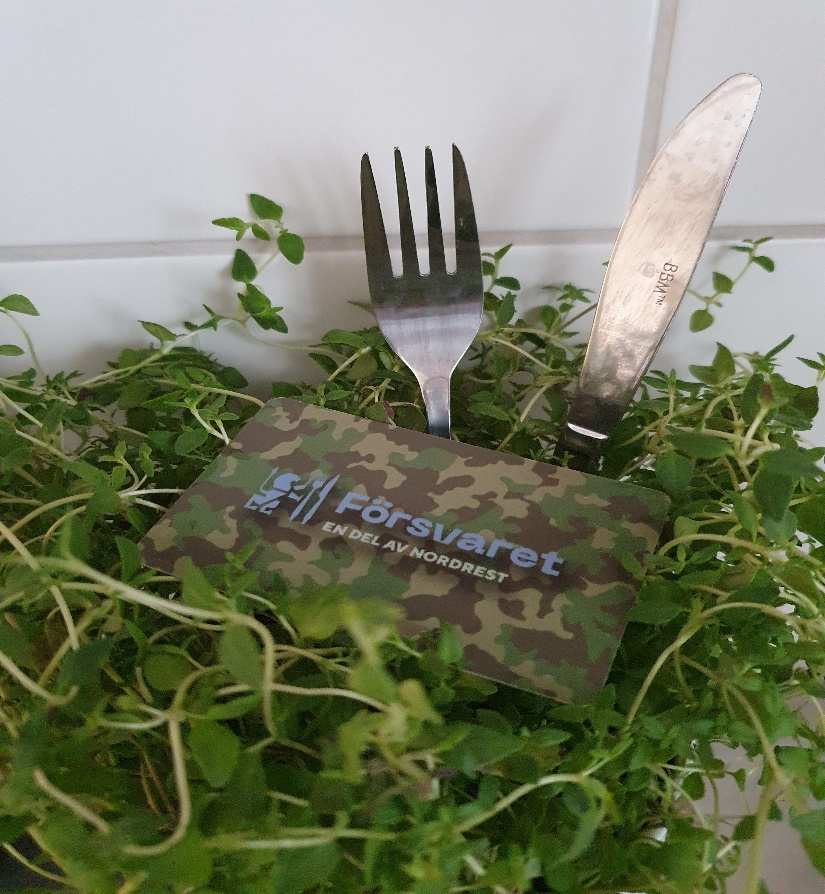 BBM™
Försvaret
EN DEL AV NORDREST